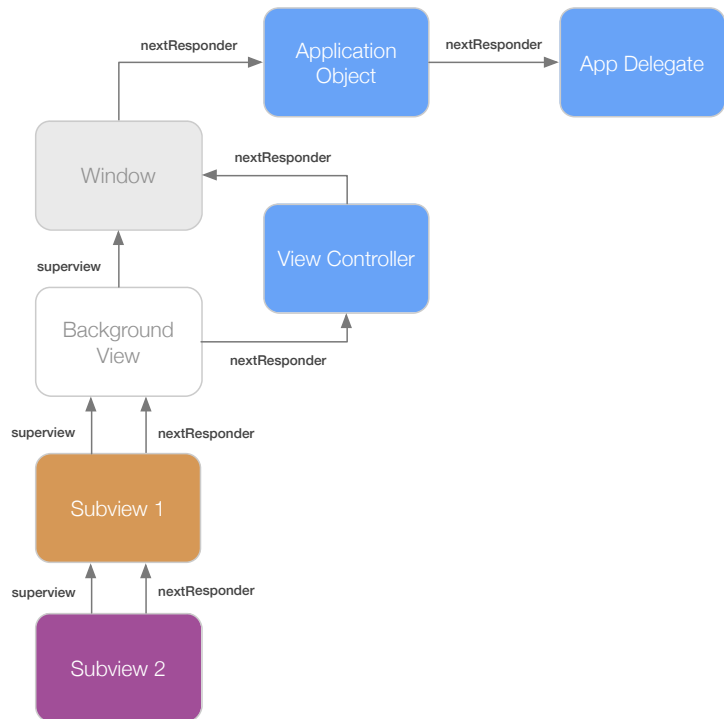 nextResponder
nextResponder
Application
Object
App Delegate
nextResponder
Window
View Controller
superview
Background
View
nextResponder
superview
nextResponder
Subview 1
superview
nextResponder
Subview 2